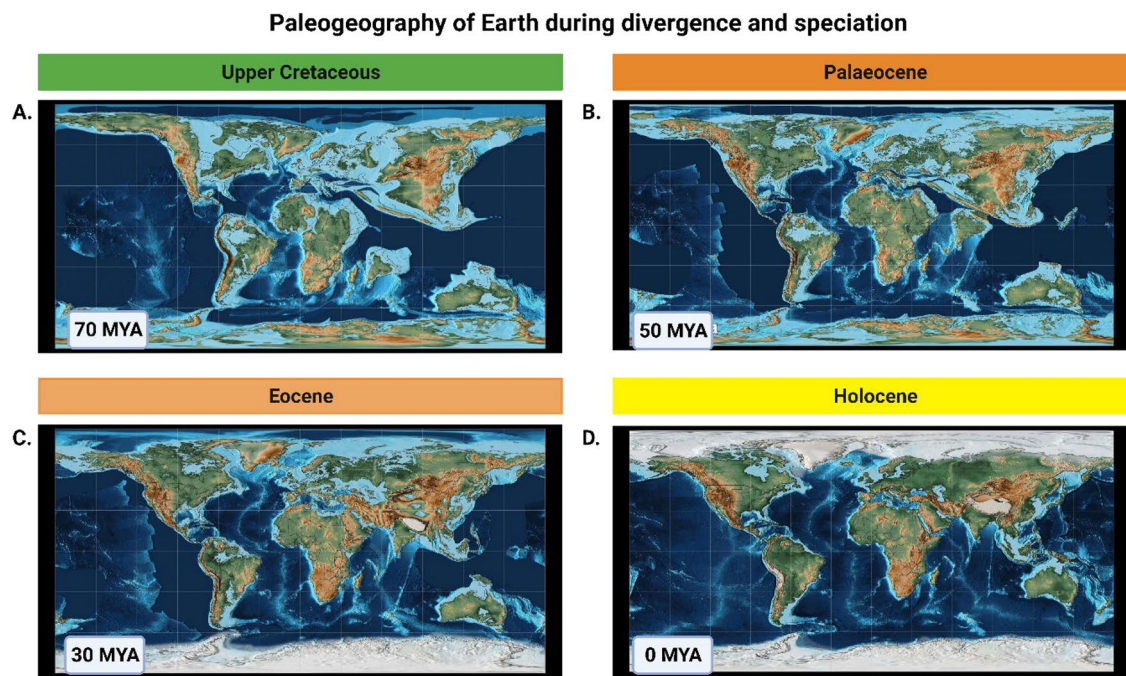 Paleogeography of Earth during divergence and speciation
Upper Cretaceous
Palaeocene
A.
B.
70 MYA
50 MYA
Eocene
Holocene
C.
D.
30 MYA
0 MYA